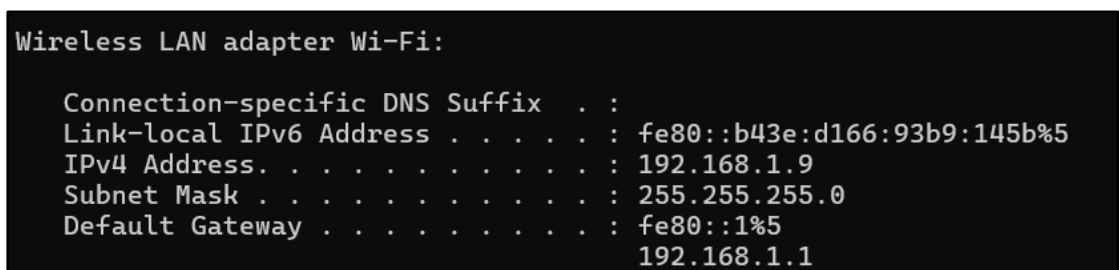 Wireless LAN adapter Wi-Fi:
Connection-specific DNS Suffix  . :
Link-local IPv6 Address . . . . . : fe80::b43e:d166:93b9:145b%5
IPv4 Address. . . . . . . . . . . : 192.168.1.9
Subnet Mask . . . . . . . . . . . : 255.255.255.0
Default Gateway . . . . . . . . . : fe80::1%5
192.168.1.1